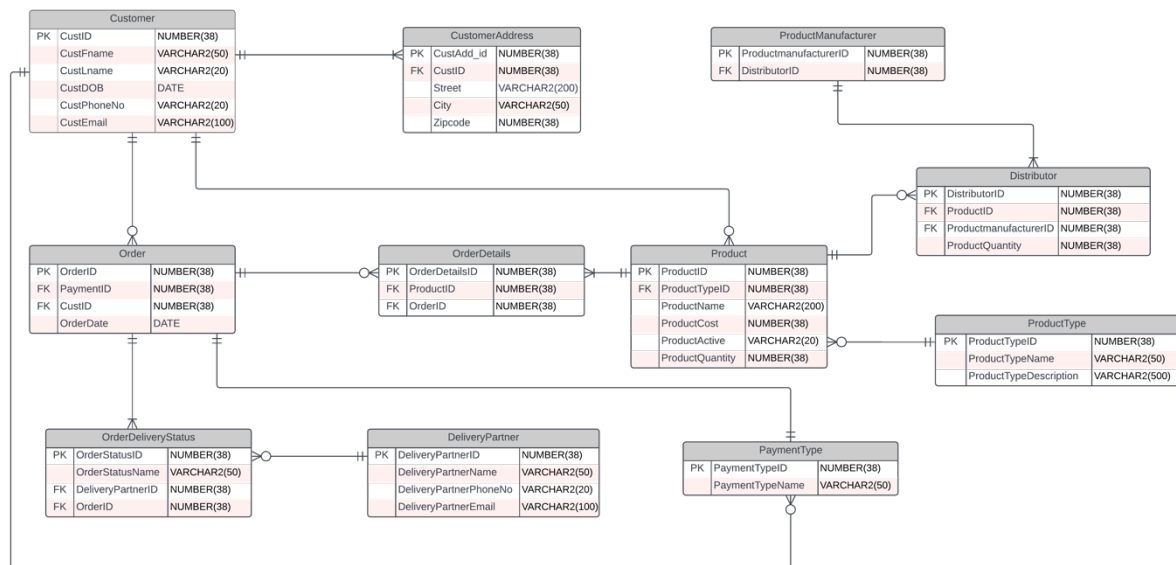 Customer
PK CustID NUMBER(38)
CustFname VARCHAR2(50)
CustLname VARCHAR2(20)
CustDOB DATE
CustPhoneNo VARCHAR2(20)
CustEmail VARCHAR2(100)
CustomerAddress
PK CustAdd_id NUMBER(38)
FK CustID NUMBER(38)
Street VARCHAR2(200)
City VARCHAR2(50)
Zipcode NUMBER(38)
ProductManufacturer
PK ProductmanufacturerID NUMBER(38)
FK DistributorID NUMBER(38)
Distributor
PK DistributorID NUMBER(38)
FK ProductID NUMBER(38)
FK ProductmanufacturerID NUMBER(38)
ProductQuantity NUMBER(38)
Order
PK OrderID NUMBER(38)
FK PaymentID NUMBER(38)
FK CustID NUMBER(38)
OrderDate DATE
OrderDetails
PK OrderDetailsID NUMBER(38)
FK ProductID NUMBER(38)
FK OrderID NUMBER(38)
Product
PK ProductID NUMBER(38)
FK ProductTypeID NUMBER(38)
ProductName VARCHAR2(200)
ProductCost NUMBER(38)
ProductActive VARCHAR2(20)
ProductQuantity NUMBER(38)
ProductType
PK ProductTypeID NUMBER(38)
ProductTypeName VARCHAR2(50)
ProductTypeDescription VARCHAR2(500)
OrderDeliveryStatus
PK OrderStatusID NUMBER(38)
OrderStatusName VARCHAR2(50)
FK DeliveryPartnerID NUMBER(38)
FK OrderID NUMBER(38)
DeliveryPartner
PK DeliveryPartnerID NUMBER(38)
DeliveryPartnerName VARCHAR2(50)
DeliveryPartnerPhoneNo VARCHAR2(20)
DeliveryPartnerEmail VARCHAR2(100)
PaymentType
PK PaymentTypeID NUMBER(38)
PaymentTypeName VARCHAR2(50)